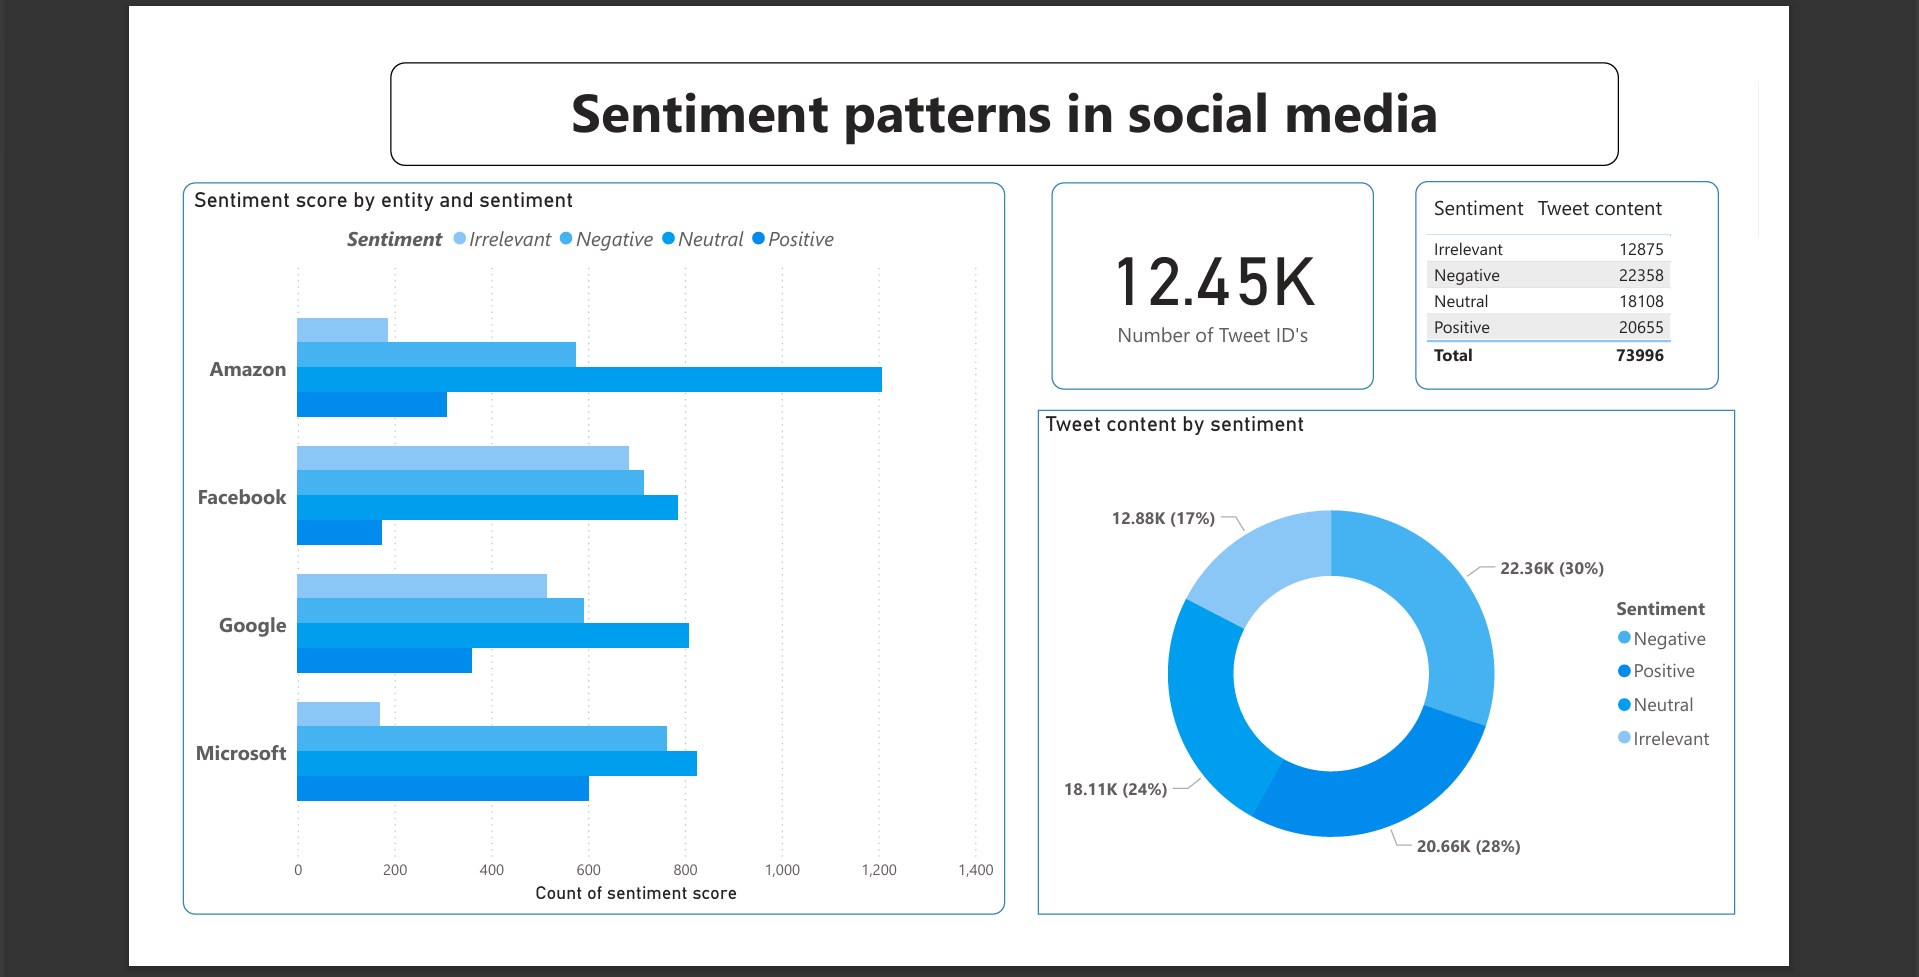 Sentiment patterns in social media
Sentiment score by entity and sentiment
Sentiment Irrelevant Negative Neutral Positive
Amazon
Facebook
Google
Microsoft
0 200 400 600 800 1,000 1,200 1,400
Count of sentiment score
12.45K
Number of Tweet ID's
Sentiment Tweet content
Irrelevant 12875
Negative 22358
Neutral 18108
Positive 20655
Total 73996
Tweet content by sentiment
12.88K (17%)
22.36K (30%)
18.11K (24%)
20.66K (28%)
Sentiment
Negative
Positive
Neutral
Irrelevant